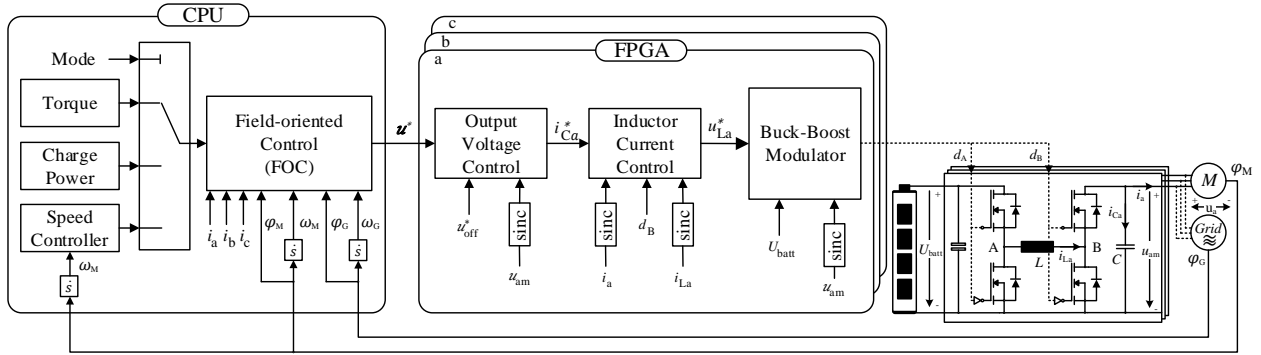 CPU
Mode
Torque
Charge
Power
Speed
Controller
ω_M
ṡ
Field-oriented
Control
(FOC)
i_a i_b i_c
φ_M ω_M φ_G ω_G
ṡ ṡ
u*
c
b
a
FPGA
Output
Voltage
Control
i*_Ca
Inductor
Current
Control
u*_La
Buck-Boost
Modulator
u*_off
sinc
u_am
sinc
i_a
d_B
sinc
i_La
U_batt
sinc
u_am
d_A d_B
U_batt
+
-
A
L
i_La
B
i_Ca
C
i_a
+
u_am
-
M
φ_M
+ u_a -
Grid
φ_G